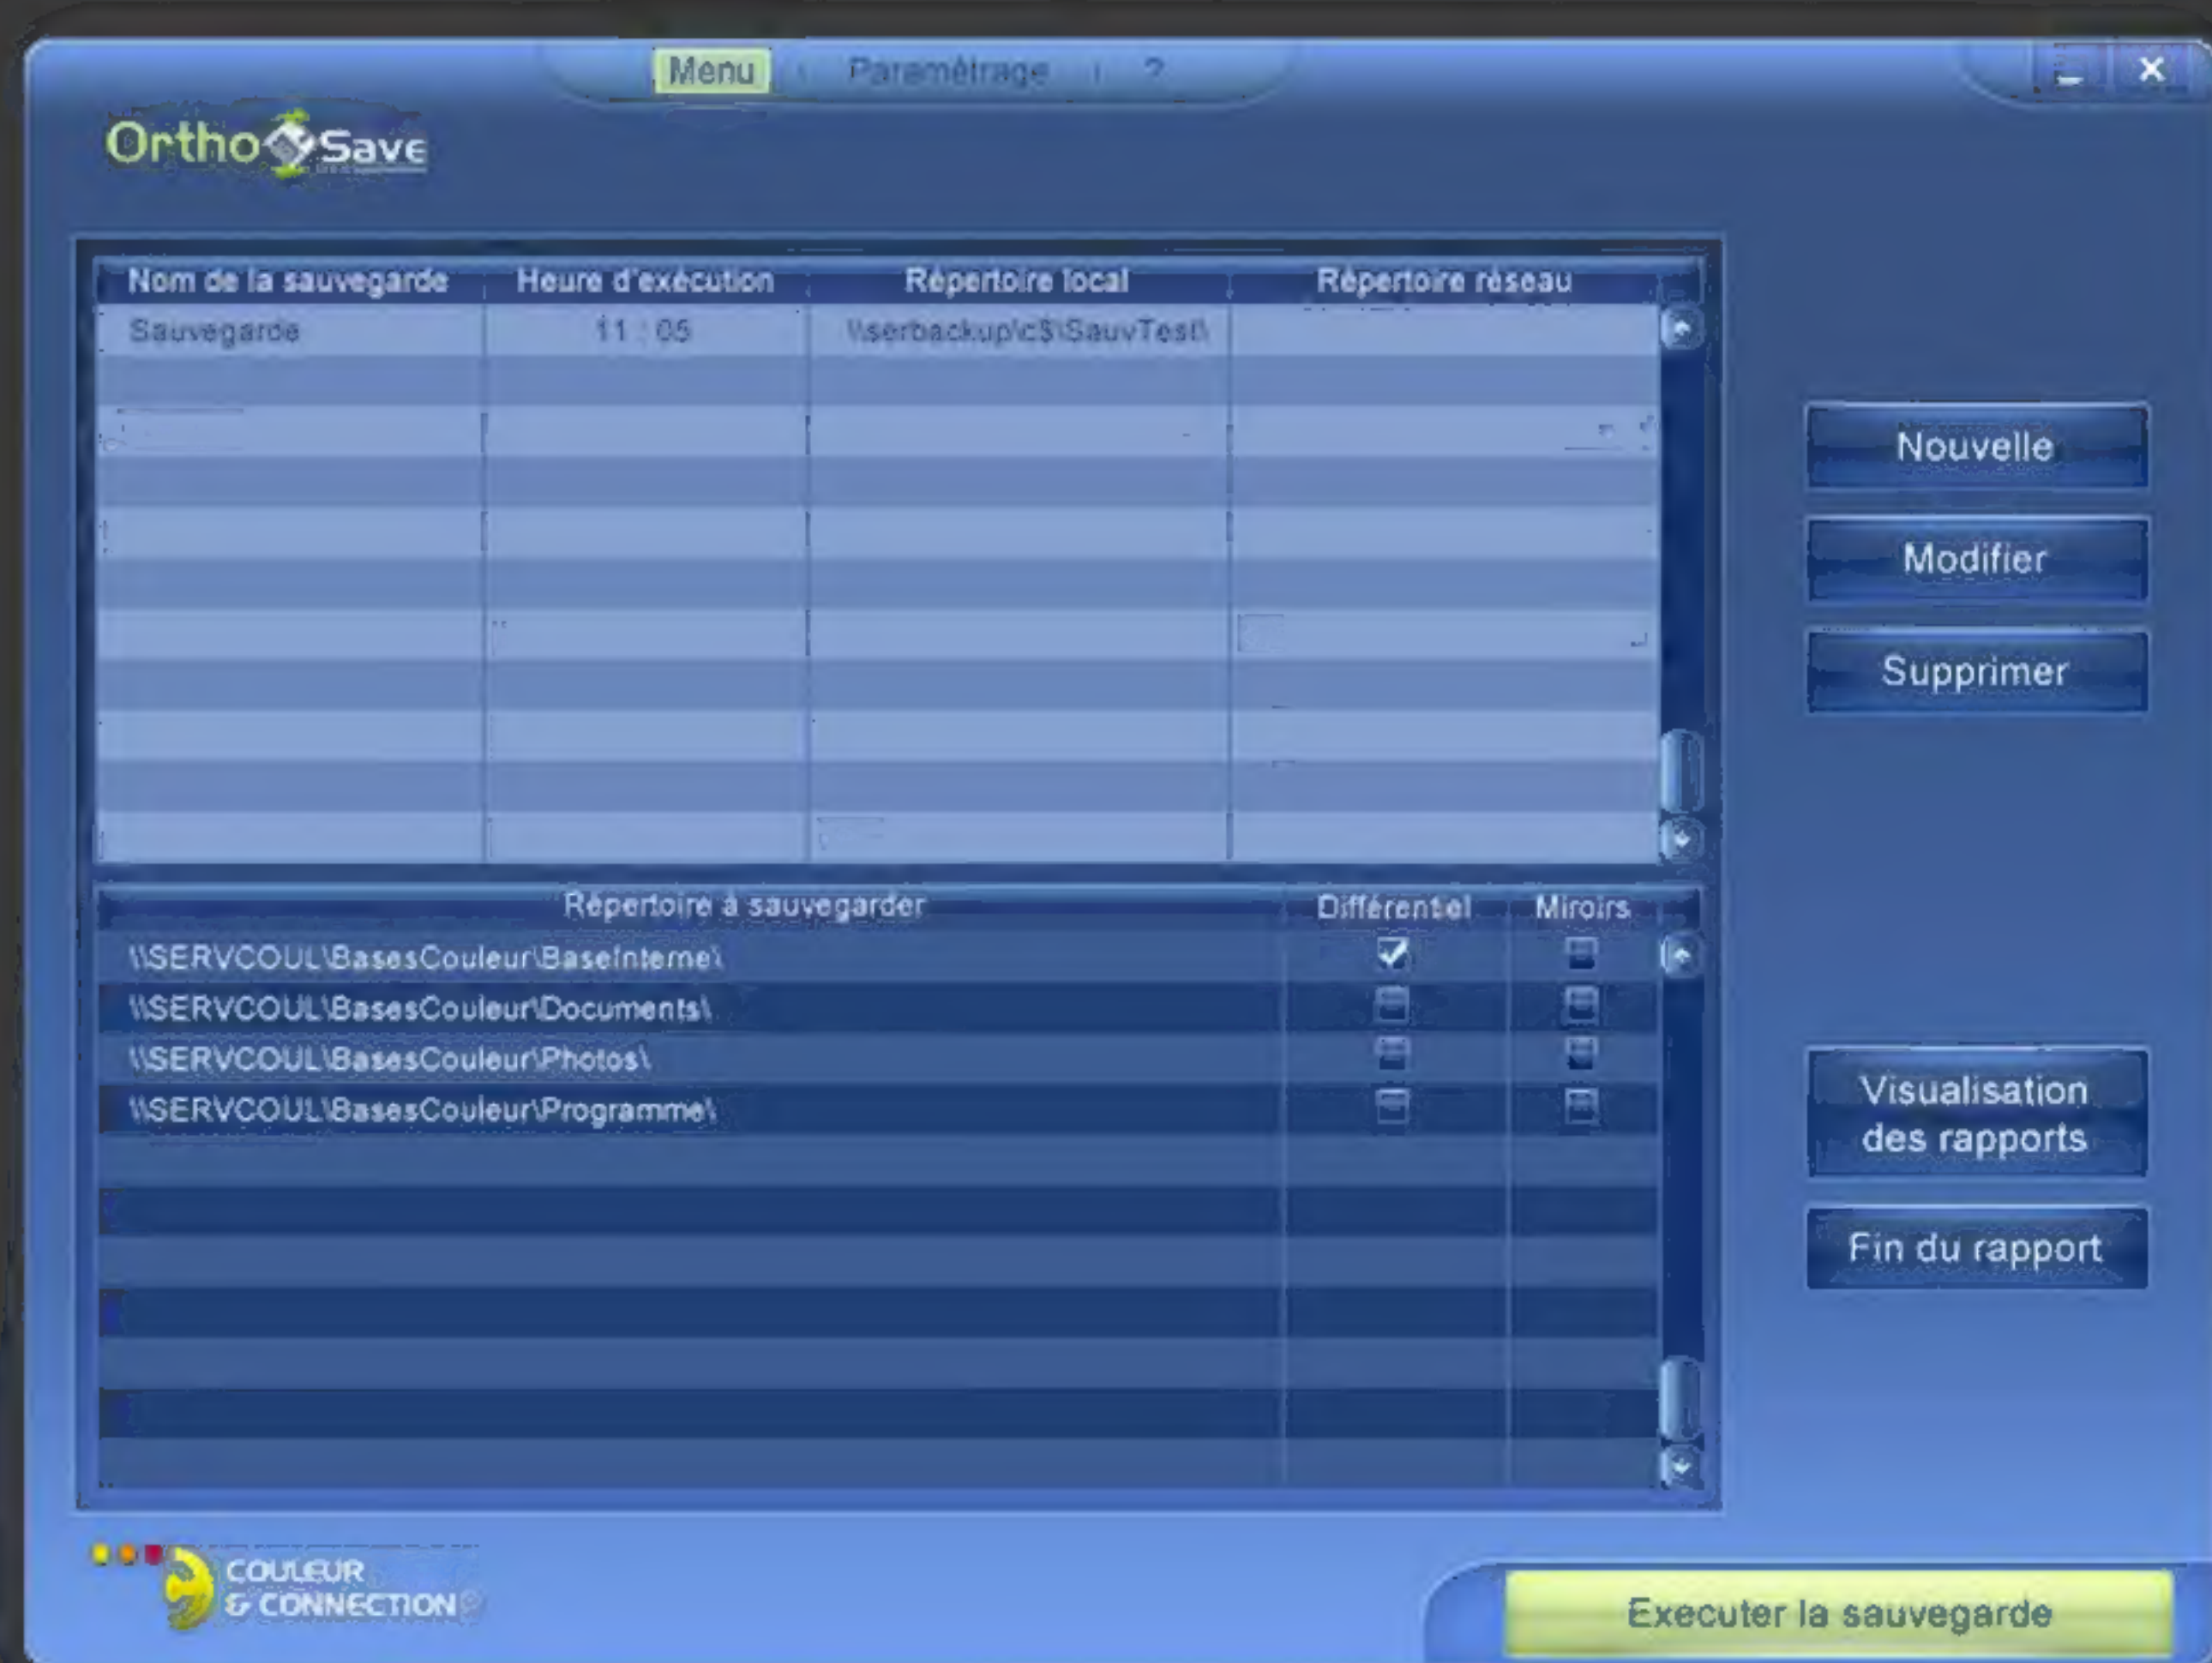 Menu | Paramétrage | ?
OrthoSave
Nom de la sauvegarde Heure d'exécution Répertoire local Répertoire réseau
Sauvegarde 11 : 05 \\serbackup\c$\SauvTest\
Nouvelle
Modifier
Supprimer
Répertoire à sauvegarder Différentiel Miroirs
\\SERVCOUL\BasesCouleur\BaseInterne\
\\SERVCOUL\BasesCouleur\Documents\
\\SERVCOUL\BasesCouleur\Photos\
\\SERVCOUL\BasesCouleur\Programme\
Visualisation
des rapports
Fin du rapport
COULEUR
& CONNECTION
Executer la sauvegarde